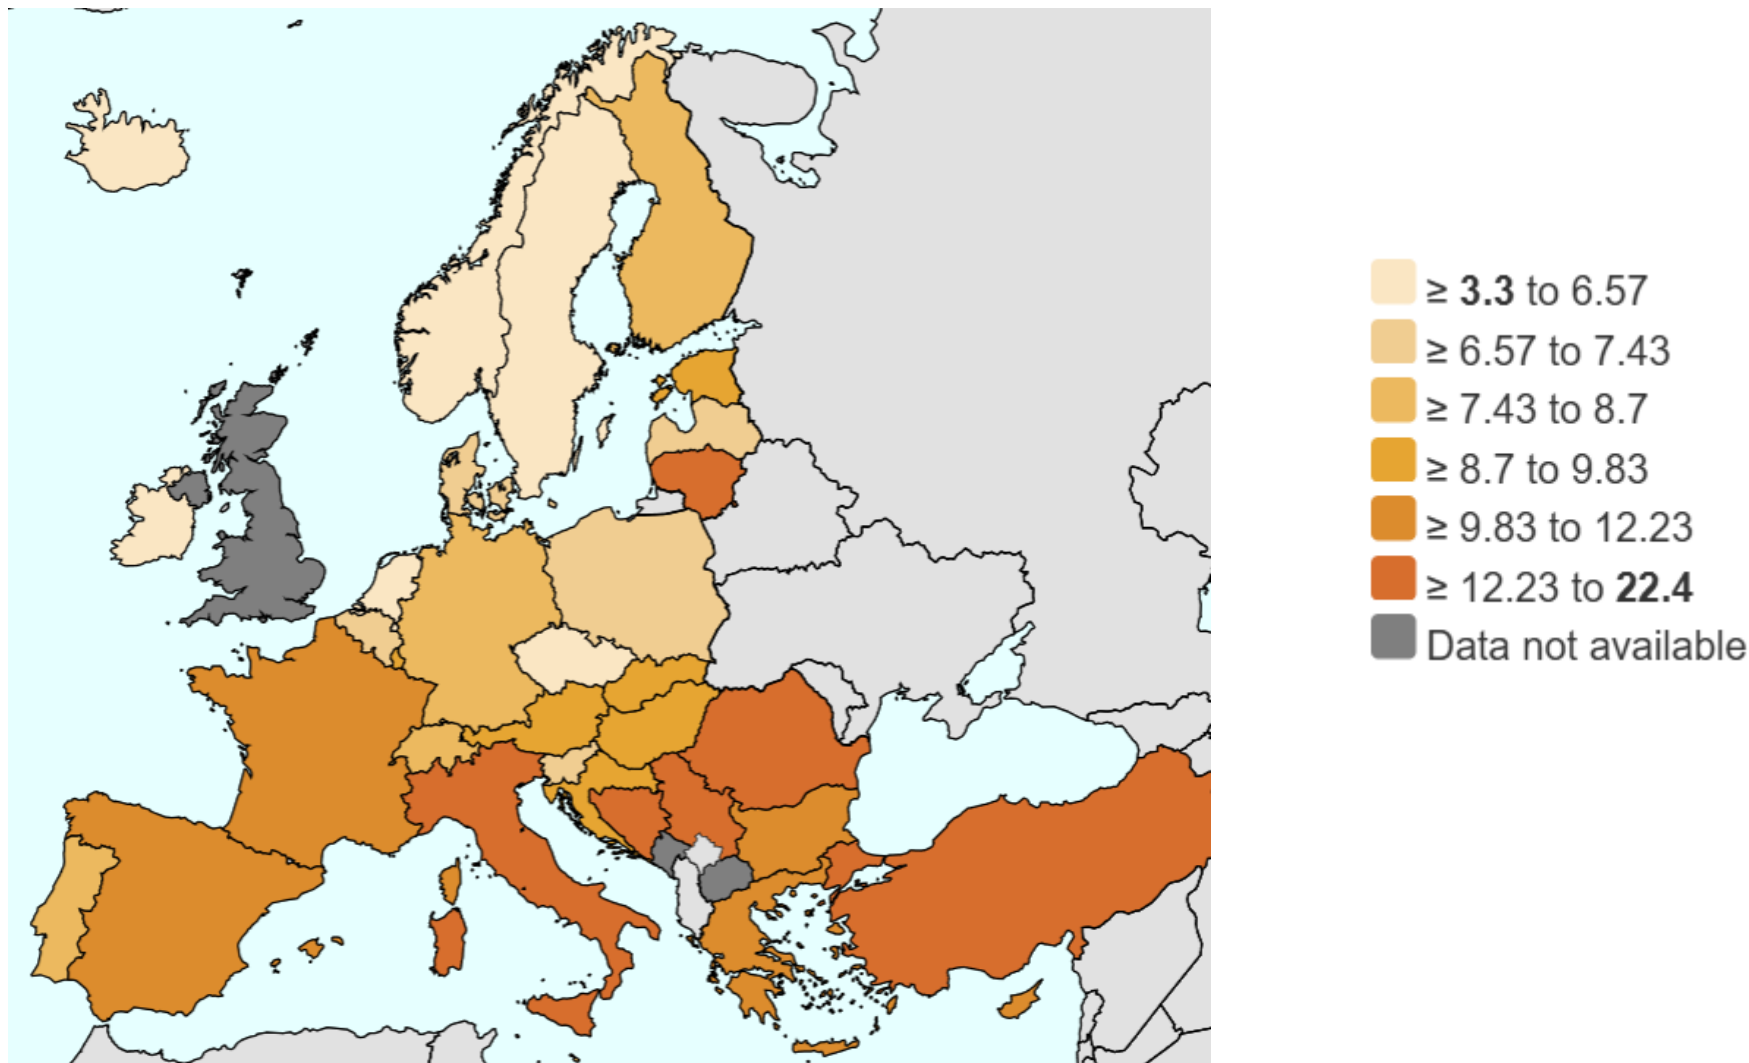 ≥ 3.3 to 6.57
≥ 6.57 to 7.43
≥ 7.43 to 8.7
≥ 8.7 to 9.83
≥ 9.83 to 12.23
≥ 12.23 to 22.4
Data not available